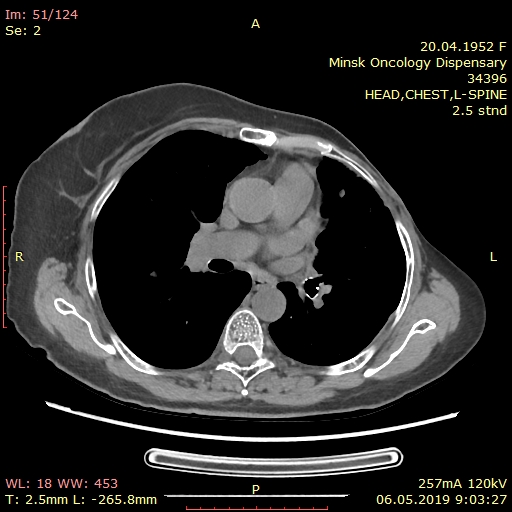 Im: 51/124
Se: 2
A
20.04.1952 F
Minsk Oncology Dispensary
34396
HEAD,CHEST,L-SPINE
2.5 stnd
R
L
WL: 18 WW: 453
T: 2.5mm L: -265.8mm
P
257mA 120kV
06.05.2019 9:03:27